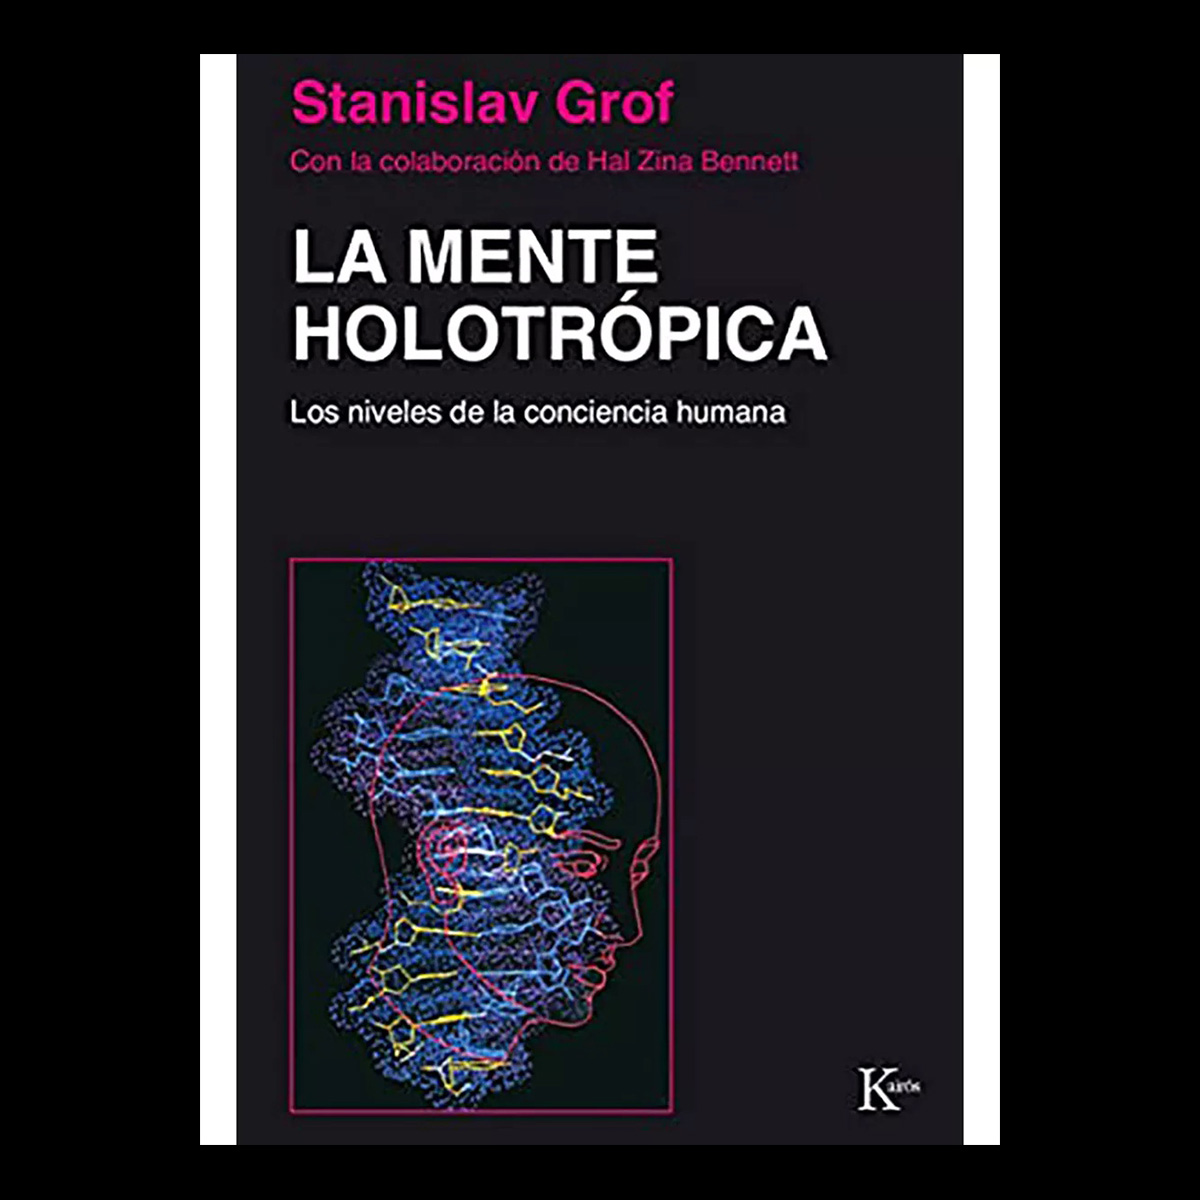 Stanislav Grof
Con la colaboración de Hal Zina Bennett
LA MENTE
HOLOTRÓPICA
Los niveles de la conciencia humana
Kairós